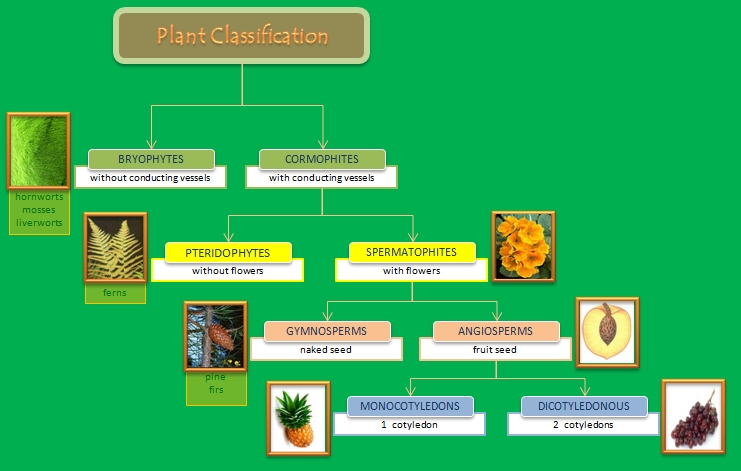 Plant Classification
BRYOPHYTES
without conducting vessels
CORMOPHITES
with conducting vessels
hornworts
mosses
liverworts
PTERIDOPHYTES
without flowers
SPERMATOPHITES
with flowers
ferns
GYMNOSPERMS
naked seed
ANGIOSPERMS
fruit seed
pine
firs
MONOCOTYLEDONS
1 cotyledon
DICOTYLEDONOUS
2 cotyledons